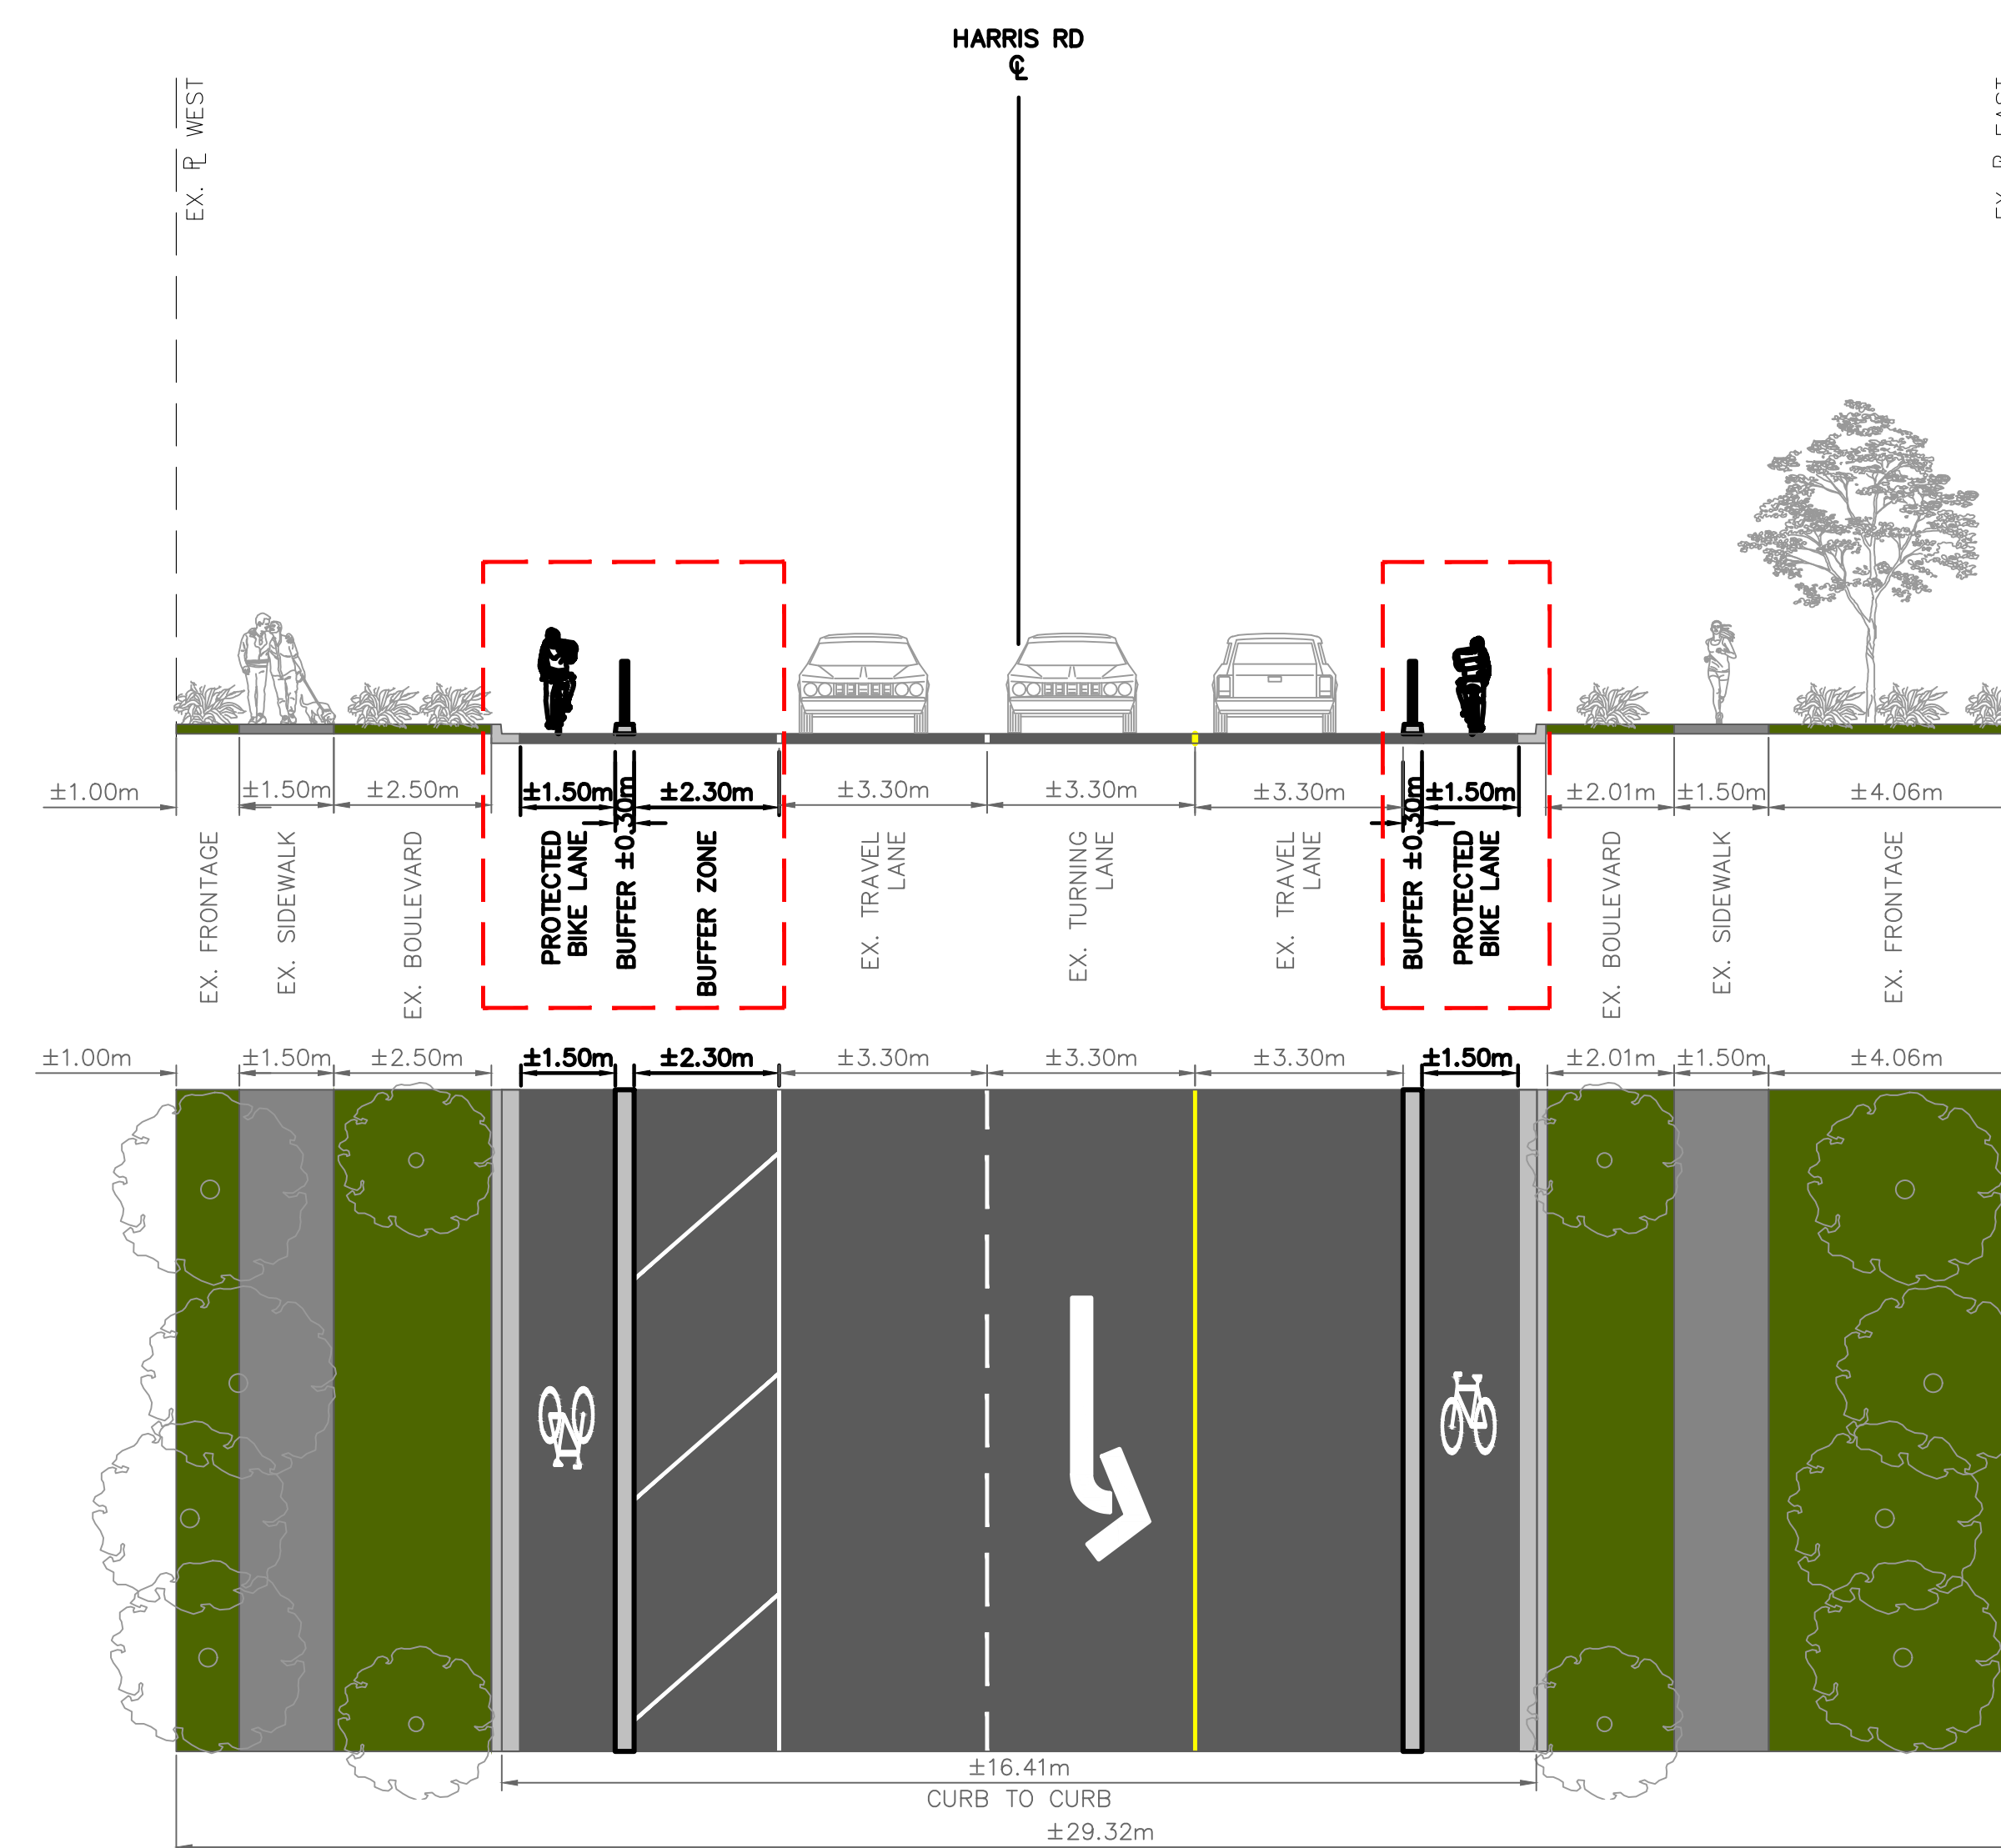 HARRIS RD
℄
EX. PL WEST
±1.00m
±1.50m
±2.50m
±1.50m
±2.30m
±3.30m
±3.30m
±3.30m
±1.50m
±2.01m
±1.50m
±4.06m
EX. FRONTAGE
EX. SIDEWALK
EX. BOULEVARD
PROTECTED
BIKE LANE
BUFFER ±0.30m
BUFFER ZONE
EX. TRAVEL
LANE
EX. TURNING
LANE
EX. TRAVEL
LANE
BUFFER ±0.30m
PROTECTED
BIKE LANE
EX. BOULEVARD
EX. SIDEWALK
EX. FRONTAGE
±1.00m
±1.50m
±2.50m
±1.50m
±2.30m
±3.30m
±3.30m
±3.30m
±1.50m
±2.01m
±1.50m
±4.06m
±16.41m
CURB TO CURB
±29.32m